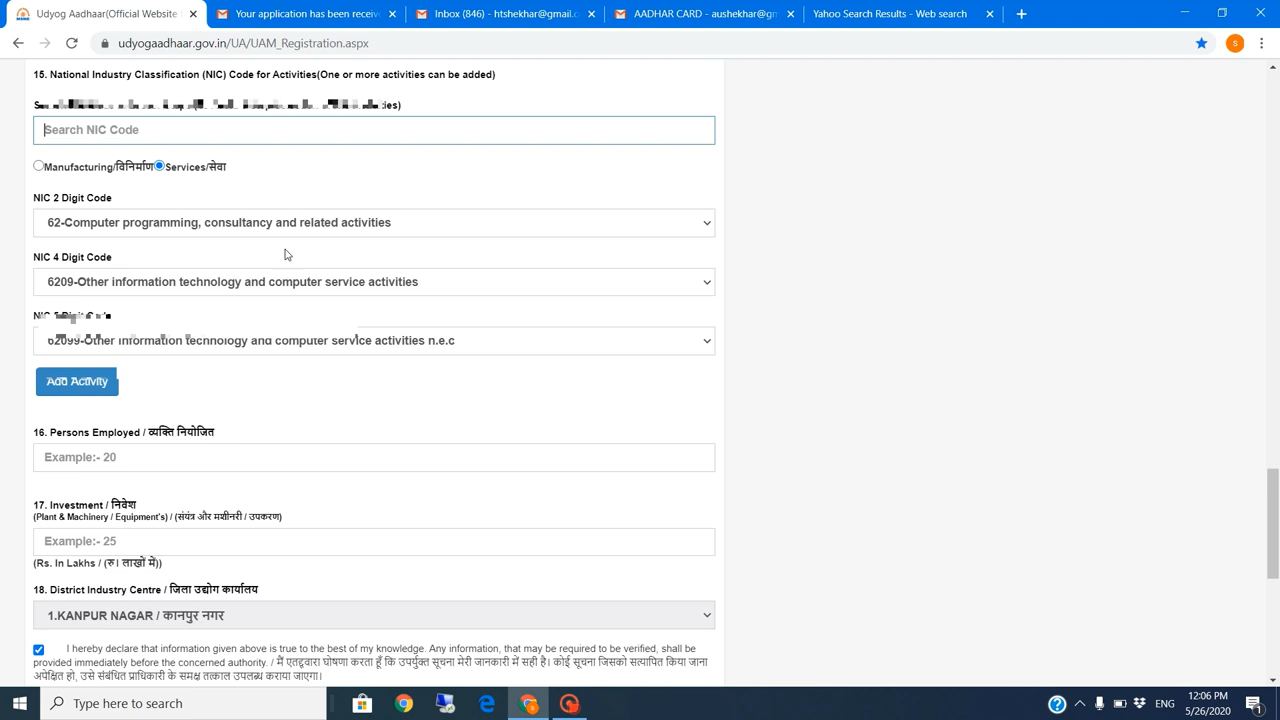 Udyog Aadhaar(Official Website
Your application has been receiv
Inbox (846) - htshekhar@gmail.c
AADHAR CARD - aushekhar@gm
Yahoo Search Results - Web search
udyogaadhaar.gov.in/UA/UAM_Registration.aspx
15. National Industry Classification (NIC) Code for Activities(One or more activities can be added)
Search NIC Code
Manufacturing/विनिर्माण Services/सेवा
NIC 2 Digit Code
62-Computer programming, consultancy and related activities
NIC 4 Digit Code
6209-Other information technology and computer service activities
62099-Other information technology and computer service activities n.e.c
Add Activity
16. Persons Employed / व्यक्ति नियोजित
Example:- 20
17. Investment / निवेश
(Plant & Machinery / Equipment's) / (संयंत्र और मशीनरी / उपकरण)
Example:- 25
(Rs. In Lakhs / (रु। लाखों में))
18. District Industry Centre / जिला उद्योग कार्यालय
1.KANPUR NAGAR / कानपुर नगर
I hereby declare that information given above is true to the best of my knowledge. Any information, that may be required to be verified, shall be
provided immediately before the concerned authority. / मैं एतद्द्वारा घोषणा करता हूँ कि उपर्युक्त सूचना मेरी जानकारी में सही है। कोई सूचना जिसको सत्यापित किया जाना
अपेक्षित हो, उसे संबंधित प्राधिकारी के समक्ष तत्काल उपलब्ध कराया जाएगा।
Type here to search
ENG
12:06 PM
5/26/2020